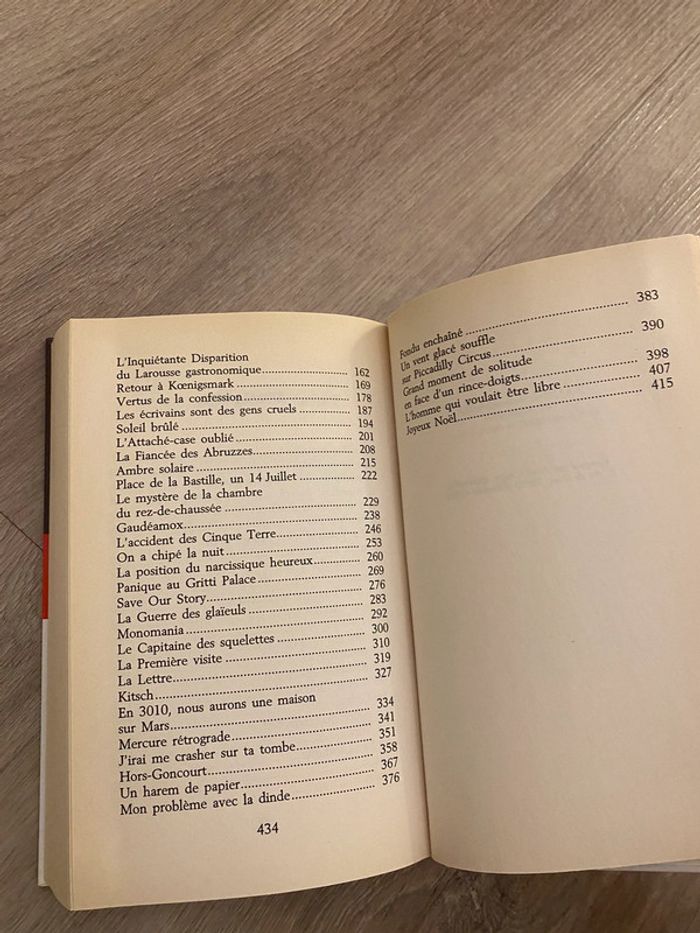 L'Inquiétante Disparition
du Larousse gastronomique..................... 162
Retour à Kœnigsmark............................. 169
Vertus de la confession........................... 178
Les écrivains sont des gens cruels............ 187
Soleil brûlé ............................................ 194
L'Attaché-case oublié ............................ 201
La Fiancée des Abruzzes........................ 208
Ambre solaire ........................................ 215
Place de la Bastille, un 14 Juillet ............. 222
Le mystère de la chambre
du rez-de-chaussée ................................ 229
Gaudéamox............................................ 238
L'accident des Cinque Terre................... 246
On a chipé la nuit.................................. 253
La position du narcissique heureux........... 260
Panique au Gritti Palace......................... 269
Save Our Story...................................... 276
La Guerre des glaïeuls ........................... 283
Monomania........................................... 292
Le Capitaine des squelettes .................... 300
La Première visite ................................. 310
La Lettre............................................... 319
Kitsch................................................... 327
En 3010, nous aurons une maison
sur Mars................................................ 334
Mercure rétrograde................................ 341
J'irai me crasher sur ta tombe................. 351
Hors-Goncourt...................................... 358
Un harem de papier............................... 367
Mon problème avec la dinde................... 376
434
Fondu enchaîné ..................................... 383
Un vent glacé souffle
sur Piccadilly Circus............................... 390
Grand moment de solitude
en face d'un rince-doigts........................ 398
L'homme qui voulait être libre ................ 407
Joyeux Noël.......................................... 415